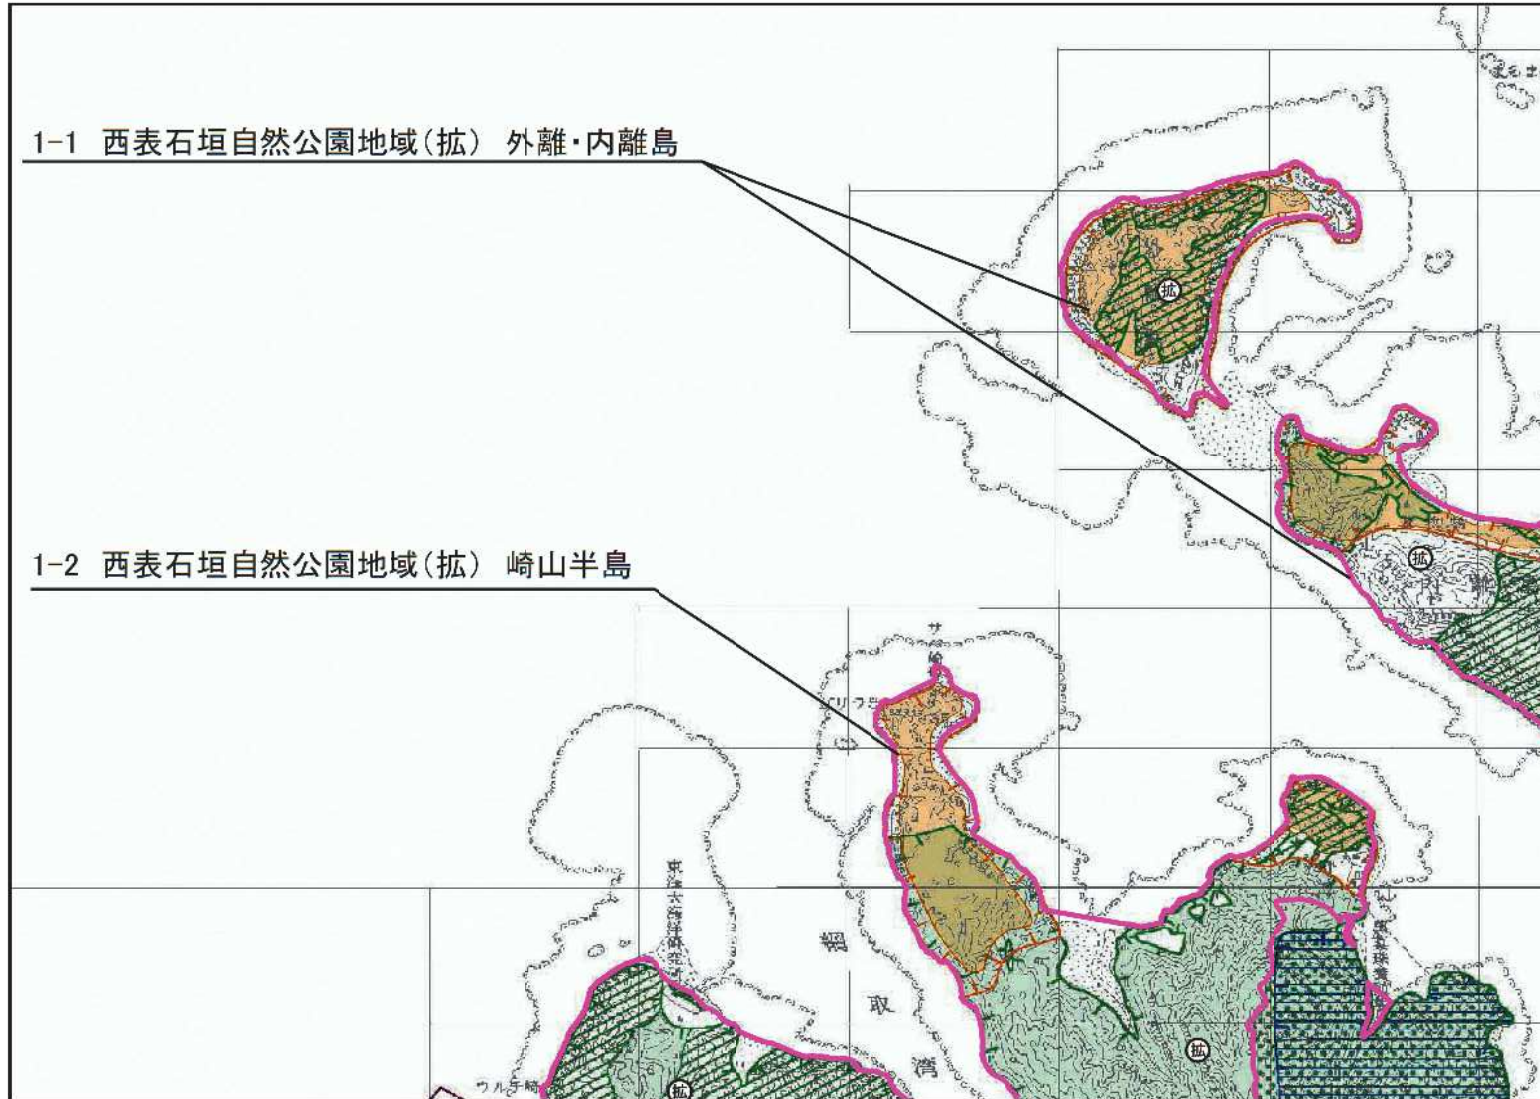 1-1 西表石垣自然公園地域(拡) 外離・内離島
拡
拡
1-2 西表石垣自然公園地域(拡) 崎山半島
サ
崎
取
湾
拡
ウルチ崎
拡